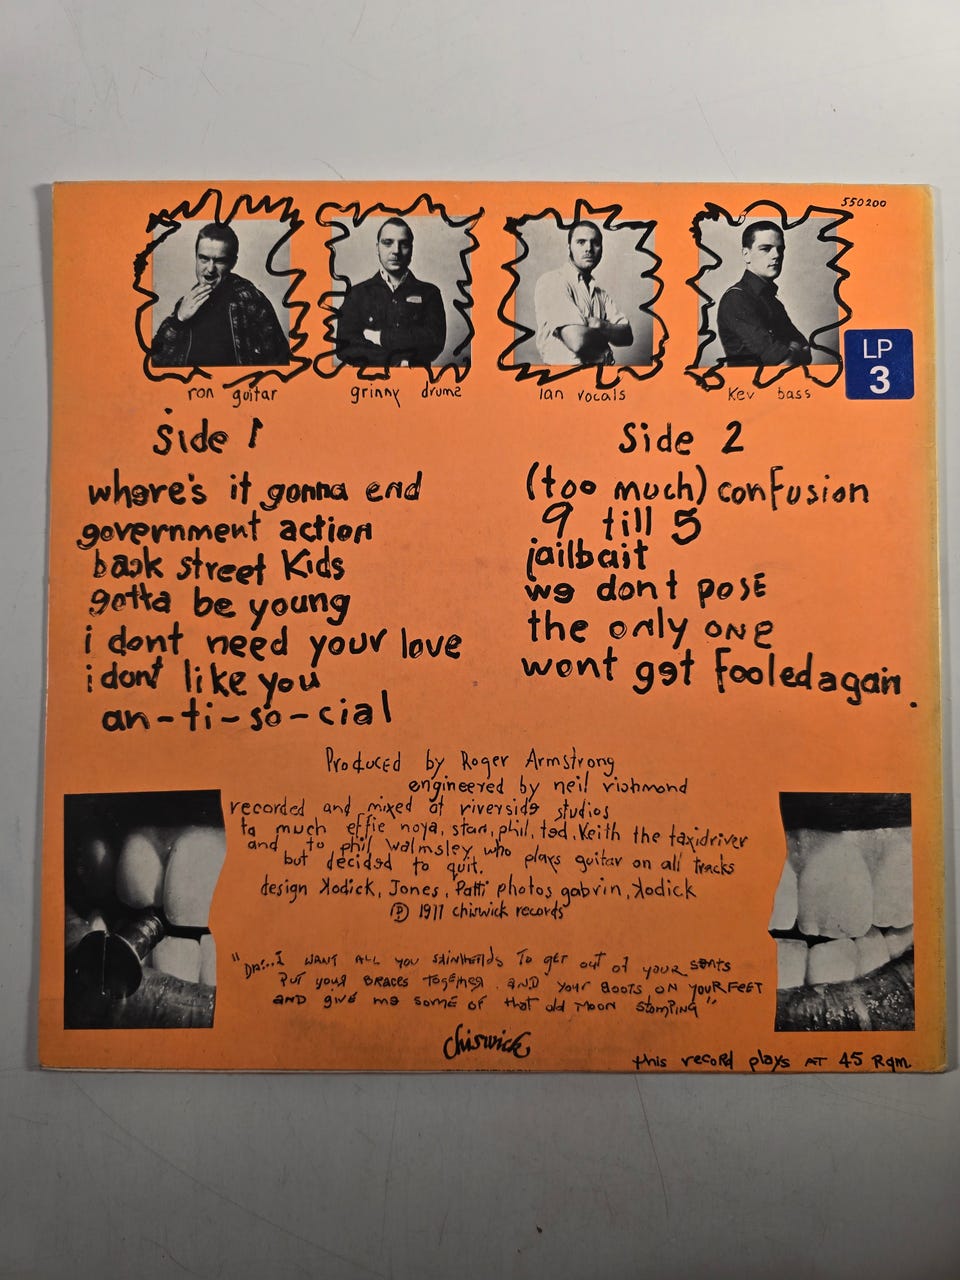 550200
LP
3
ron guitar
grinny drums
Ian vocals
Kev bass
Side 1
where's it gonna end
government action
back street Kids
gotta be young
i dont need your love
i dont like you
an-ti-so-cial
Side 2
(too much) confusion
9 till 5
jailbait
we dont posE
the only one
wont get fooled again.
Produced by Roger Armstrong
engineered by neil richmond
recorded and mixed at riverside studios
ta much effie noya, stan, phil, ted, Keith the taxidriver
and to phil walmsley who plays guitar on all tracks
but decided to quit.
design Kodick, Jones, Patti photos gabrin, Kodick
Ⓟ 1977 chiswick records
I WANT ALL YOU SKINHEADS To get out of your seats
Put your BRACES Together AND your BOOTS ON YOUR FEET
AND give me some of that old Moon Stomping"
Chiswick
this record plays AT 45 Rpm